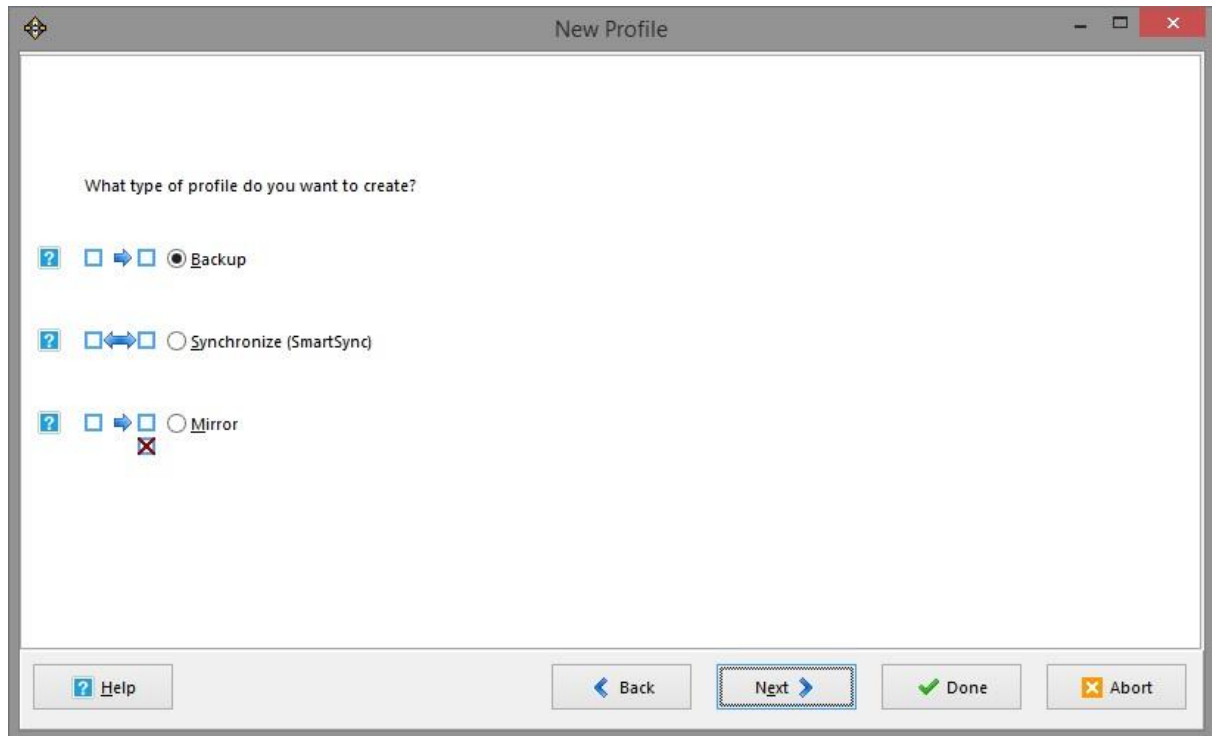 New Profile
What type of profile do you want to create?
Backup
Synchronize (SmartSync)
Mirror
Help
Back
Next
Done
Abort